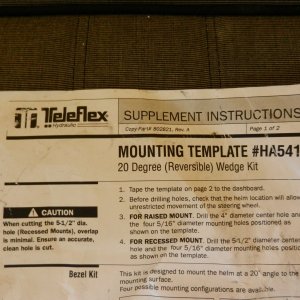 Teleflex
Hydraulic
SUPPLEMENT INSTRUCTIONS
Copy Part# 802821, Rev. A
Page 1 of 2
MOUNTING TEMPLATE #HA541
20 Degree (Reversible) Wedge Kit
CAUTION
When cutting the 5-1/2" dia.
hole (Recessed Mount), overlap
is minimal. Ensure an accurate,
clean hole is cut.
Bezel Kit
1. Tape the template on page 2 to the dashboard.
2. Before drilling holes, check that the helm location will allow
unrestricted movement of the steering wheel.
3. FOR RAISED MOUNT. Drill the 4" diameter center hole and
the four 5/16" diameter mounting holes positioned as
shown on the template.
4. FOR RECESSED MOUNT. Drill the 5-1/2" diameter center
hole and the four 5/16" diameter mounting holes positioned
as shown on the template.
This kit is designed to mount the helm at a 20° angle to the
mounting surface.
Four possible mounting configurations are available.